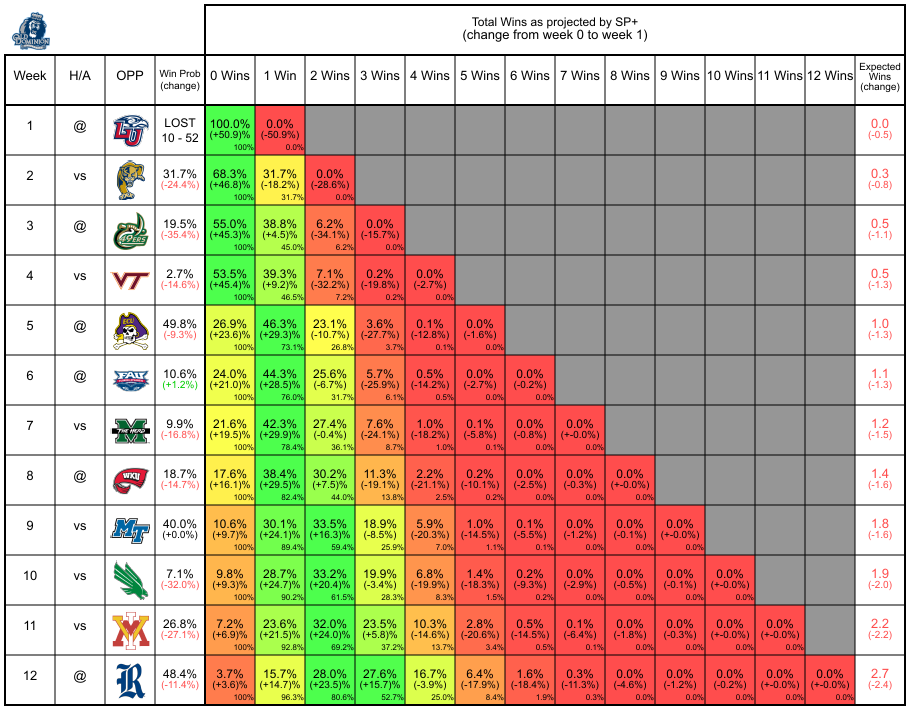 OLD DOMINION
Total Wins as projected by SP+
(change from week 0 to week 1)
Week H/A OPP Win Prob (change) 0 Wins 1 Win 2 Wins 3 Wins 4 Wins 5 Wins 6 Wins 7 Wins 8 Wins 9 Wins 10 Wins 11 Wins 12 Wins Expected Wins (change)
1 @ LU LOST 100.0% 0.0% 0.0
10 - 52 (+50.9)% (-50.9%) (-0.5)
100% 0.0%
2 vs 31.7% 68.3% 31.7% 0.0% 0.3
(-24.4%) (+46.8)% (-18.2%) (-28.6%) (-0.8)
100% 31.7% 0.0%
3 @ 49ERS 19.5% 55.0% 38.8% 6.2% 0.0% 0.5
(-35.4%) (+45.3)% (+4.5)% (-34.1%) (-15.7%) (-1.1)
100% 45.0% 6.2% 0.0%
4 vs VT 2.7% 53.5% 39.3% 7.1% 0.2% 0.0% 0.5
(-14.6%) (+45.4)% (+9.2)% (-32.2%) (-19.8%) (-2.7%) (-1.3)
100% 46.5% 7.2% 0.2% 0.0%
5 @ ECU 49.8% 26.9% 46.3% 23.1% 3.6% 0.1% 0.0% 1.0
(-9.3%) (+23.6)% (+29.3)% (-10.7%) (-27.7%) (-12.8%) (-1.6%) (-1.3)
100% 73.1% 26.8% 3.7% 0.1% 0.0%
6 @ FAU 10.6% 24.0% 44.3% 25.6% 5.7% 0.5% 0.0% 0.0% 1.1
(+1.2%) (+21.0)% (+28.5)% (-6.7%) (-25.9%) (-14.2%) (-2.7%) (-0.2%) (-1.3)
100% 76.0% 31.7% 6.1% 0.5% 0.0% 0.0%
7 vs M THE HERD 9.9% 21.6% 42.3% 27.4% 7.6% 1.0% 0.1% 0.0% 0.0% 1.2
(-16.8%) (+19.5)% (+29.9)% (-0.4%) (-24.1%) (-18.2%) (-5.8%) (-0.8%) (+-0.0%) (-1.5)
100% 78.4% 36.1% 8.7% 1.0% 0.1% 0.0% 0.0%
8 @ WKU 18.7% 17.6% 38.4% 30.2% 11.3% 2.2% 0.2% 0.0% 0.0% 0.0% 1.4
(-14.7%) (+16.1)% (+29.5)% (+7.5)% (-19.1%) (-21.1%) (-10.1%) (-2.5%) (-0.3%) (+-0.0%) (-1.6)
100% 82.4% 44.0% 13.8% 2.5% 0.2% 0.0% 0.0% 0.0%
9 vs MT 40.0% 10.6% 30.1% 33.5% 18.9% 5.9% 1.0% 0.1% 0.0% 0.0% 0.0% 1.8
(+0.0%) (+9.7)% (+24.1)% (+16.3)% (-8.5%) (-20.3%) (-14.5%) (-5.5%) (-1.2%) (-0.1%) (+-0.0%) (-1.6)
100% 89.4% 59.4% 25.9% 7.0% 1.1% 0.1% 0.0% 0.0% 0.0%
10 vs 7.1% 9.8% 28.7% 33.2% 19.9% 6.8% 1.4% 0.2% 0.0% 0.0% 0.0% 0.0% 1.9
(-32.0%) (+9.3)% (+24.7)% (+20.4)% (-3.4%) (-19.9%) (-18.3%) (-9.3%) (-2.9%) (-0.5%) (-0.1%) (+-0.0%) (-2.0)
100% 90.2% 61.5% 28.3% 8.3% 1.5% 0.2% 0.0% 0.0% 0.0% 0.0%
11 vs VMI 26.8% 7.2% 23.6% 32.0% 23.5% 10.3% 2.8% 0.5% 0.1% 0.0% 0.0% 0.0% 0.0% 2.2
(-27.1%) (+6.9)% (+21.5)% (+24.0)% (+5.8)% (-14.6%) (-20.6%) (-14.5%) (-6.4%) (-1.8%) (-0.3%) (+-0.0%) (+-0.0%) (-2.2)
100% 92.8% 69.2% 37.2% 13.7% 3.4% 0.5% 0.1% 0.0% 0.0% 0.0% 0.0%
12 @ R 48.4% 3.7% 15.7% 28.0% 27.6% 16.7% 6.4% 1.6% 0.3% 0.0% 0.0% 0.0% 0.0% 0.0% 2.7
(-11.4%) (+3.6)% (+14.7)% (+23.5)% (+15.7)% (-3.9%) (-17.9%) (-18.4%) (-11.3%) (-4.6%) (-1.2%) (-0.2%) (+-0.0%) (+-0.0%) (-2.4)
100% 96.3% 80.6% 52.7% 25.0% 8.4% 1.9% 0.3% 0.0% 0.0% 0.0% 0.0% 0.0%